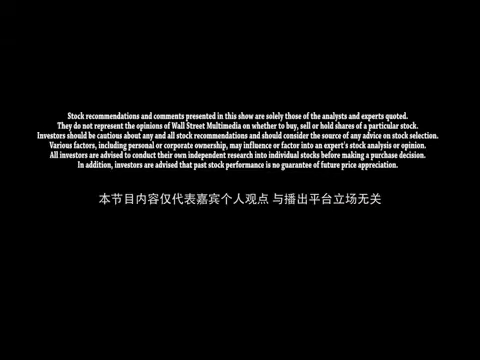 Stock recommendations and comments presented in this show are solely those of the analysts and experts quoted.
They do not represent the opinions of Wall Street Multimedia on whether to buy, sell or hold shares of a particular stock.
Investors should be cautious about any and all stock recommendations and should consider the source of any advice on stock selection.
Various factors, including personal or corporate ownership, may influence or factor into an expert's stock analysis or opinion.
All investors are advised to conduct their own independent research into individual stocks before making a purchase decision.
In addition, investors are advised that past stock performance is no guarantee of future price appreciation.
本节目内容仅代表嘉宾个人观点 与播出平台立场无关